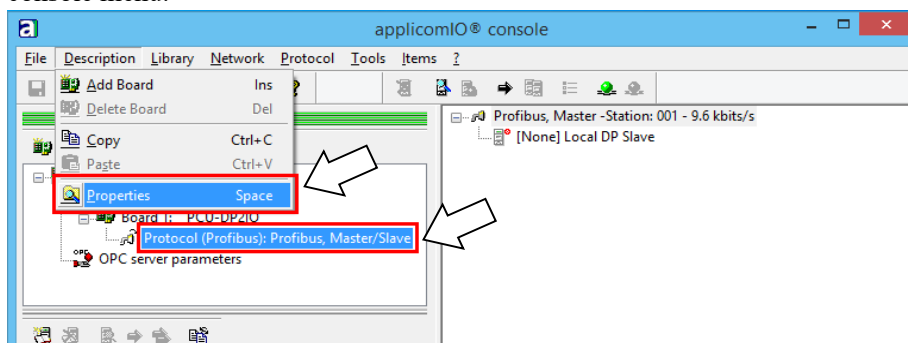 console menu.
applicomIO® console
File Description Library Network Protocol Tools Items ?
Add Board Ins
Delete Board Del
Copy Ctrl+C
Paste Ctrl+V
Properties Space
Board 1: PCU-DP2IO
Protocol (Profibus): Profibus, Master/Slave
OPC server parameters
Profibus, Master -Station: 001 - 9.6 kbits/s
[None] Local DP Slave